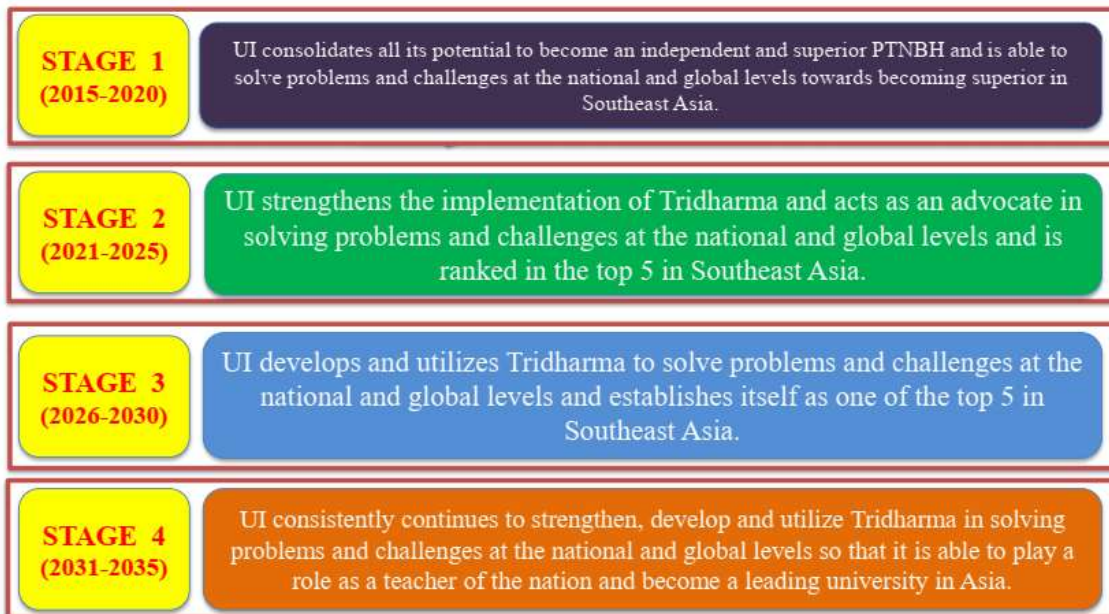 STAGE 1
(2015-2020)
UI consolidates all its potential to become an independent and superior PTNBH and is able to
solve problems and challenges at the national and global levels towards becoming superior in
Southeast Asia.
STAGE 2
(2021-2025)
UI strengthens the implementation of Tridharma and acts as an advocate in
solving problems and challenges at the national and global levels and is
ranked in the top 5 in Southeast Asia.
STAGE 3
(2026-2030)
UI develops and utilizes Tridharma to solve problems and challenges at the
national and global levels and establishes itself as one of the top 5 in
Southeast Asia.
STAGE 4
(2031-2035)
UI consistently continues to strengthen, develop and utilize Tridharma in solving
problems and challenges at the national and global levels so that it is able to play a
role as a teacher of the nation and become a leading university in Asia.